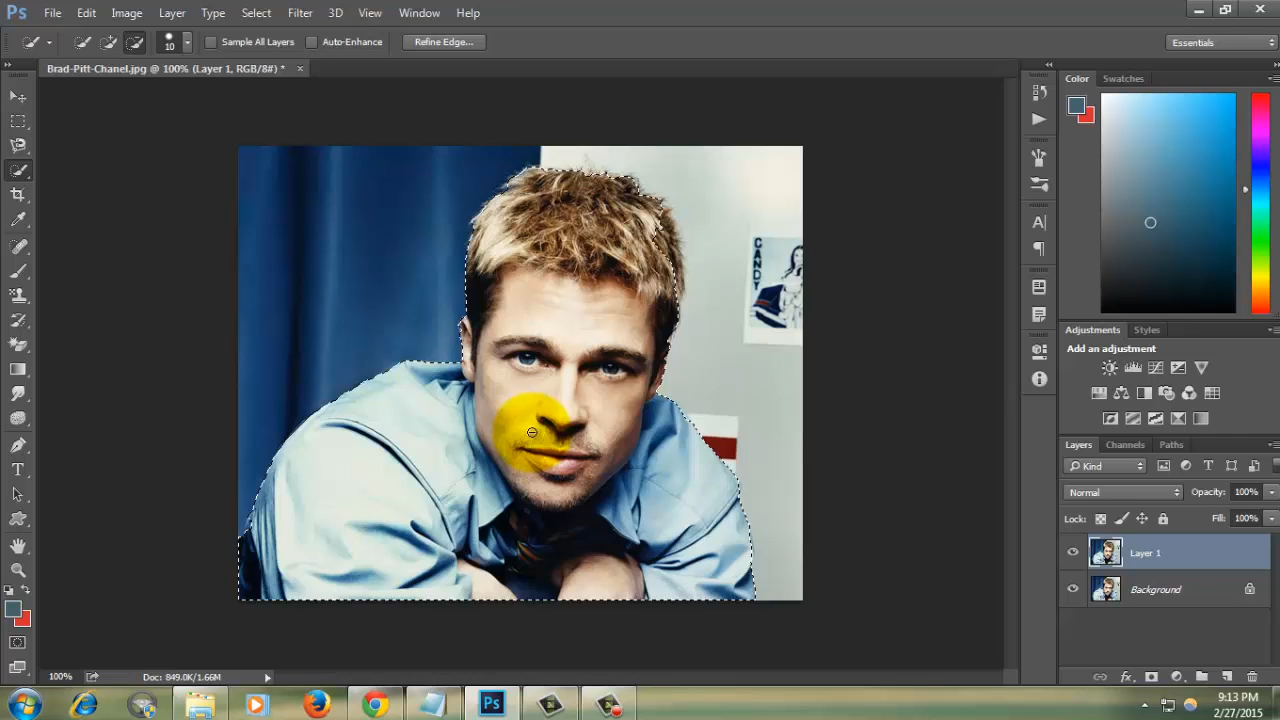 Ps File Edit Image Layer Type Select Filter 3D View Window Help
10 Sample All Layers Auto-Enhance Refine Edge... Essentials
Brad-Pitt-Chanel.jpg @ 100% (Layer 1, RGB/8#) * ×
Color Swatches
CANDY
Adjustments Styles
Add an adjustment
Layers Channels Paths
Kind
Normal Opacity: 100%
Lock: Fill: 100%
Layer 1
Background
100% Doc: 849.0K/1.66M
Ps
9:13 PM
2/27/2015